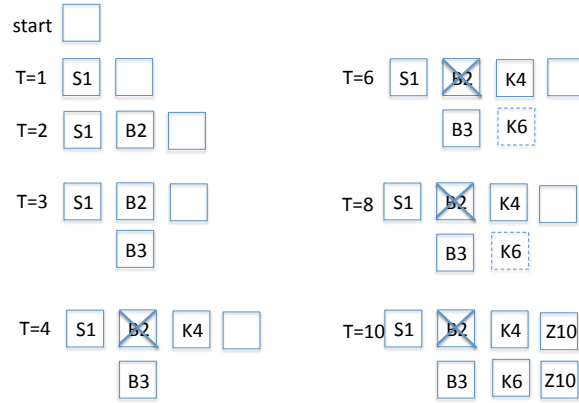 start
T=1 S1
T=2 S1 B2
T=3 S1 B2
B3
T=4 S1 B2 K4
B3
T=6 S1 B2 K4
B3 K6
T=8 S1 B2 K4
B3 K6
T=10 S1 B2 K4 Z10
B3 K6 Z10